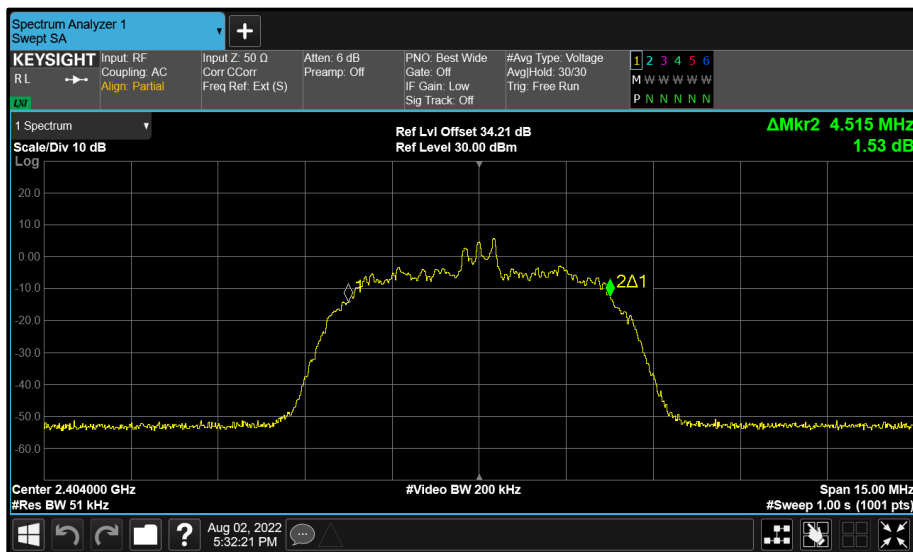 Spectrum Analyzer 1
Swept SA
+
KEYSIGHT
R L
LXI
Input: RF
Coupling: AC
Align: Partial
Input Z: 50 Ω
Corr CCorr
Freq Ref: Ext (S)
Atten: 6 dB
Preamp: Off
PNO: Best Wide
Gate: Off
IF Gain: Low
Sig Track: Off
#Avg Type: Voltage
Avg|Hold: 30/30
Trig: Free Run
1 2 3 4 5 6
M W W W W W
P N N N N N
1 Spectrum
Scale/Div 10 dB
Log
Ref Lvl Offset 34.21 dB
Ref Level 30.00 dBm
ΔMkr2 4.515 MHz
1.53 dB
20.0
10.0
0.00
-10.0
-20.0
-30.0
-40.0
-50.0
-60.0
1
2Δ1
Center 2.404000 GHz
#Res BW 51 kHz
#Video BW 200 kHz
Span 15.00 MHz
#Sweep 1.00 s (1001 pts)
?
Aug 02, 2022
5:32:21 PM